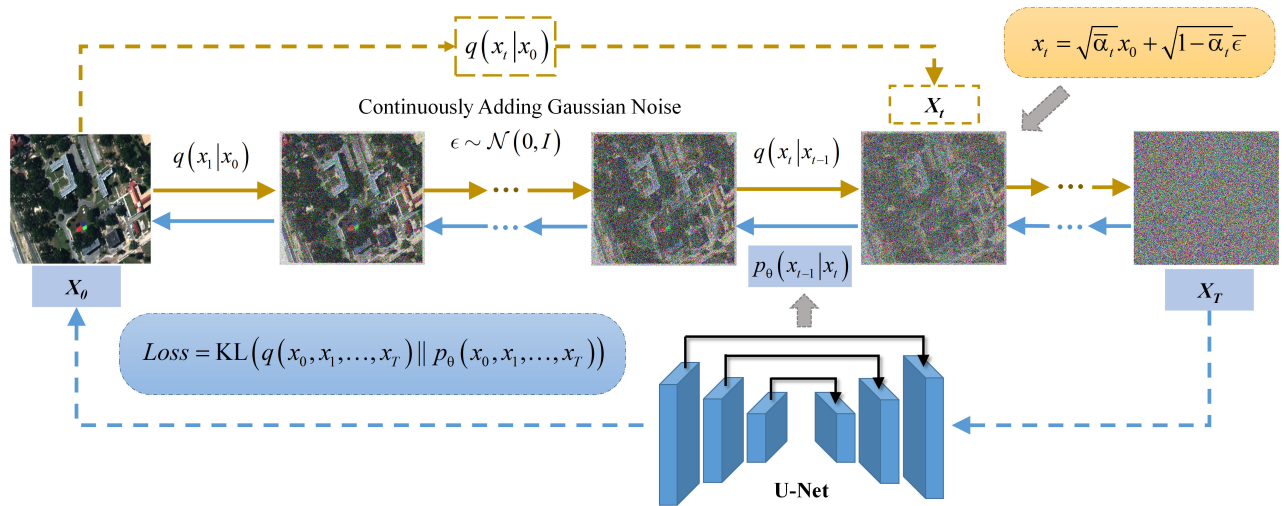 q(x_t|x_0)
x_t = √ᾱ_t x_0 + √1−ᾱ_t ϵ̄
X_t
Continuously Adding Gaussian Noise
ϵ ∼ 𝒩(0, I)
q(x_1|x_0)
q(x_t|x_{t−1})
... ... 
p_θ(x_{t−1}|x_t)
... ...
X_0
X_T
Loss = KL(q(x_0, x_1, …, x_T) || p_θ(x_0, x_1, …, x_T))
U-Net